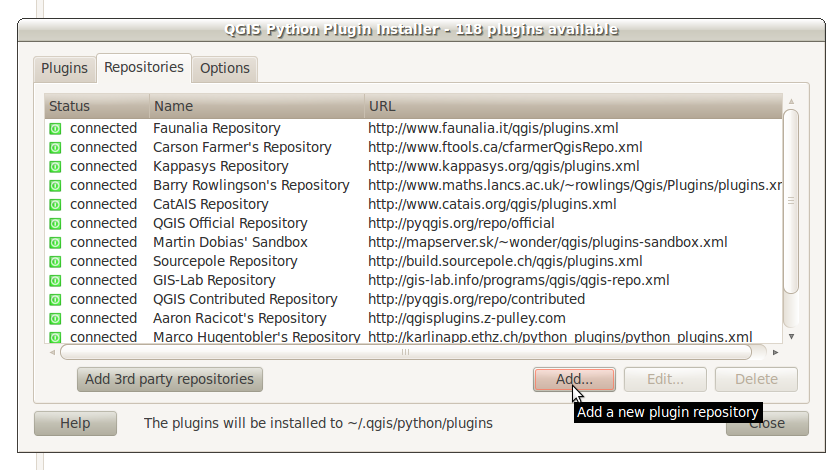 QGIS Python Plugin Installer - 118 plugins available
Plugins Repositories Options
Status Name URL
connected Faunalia Repository http://www.faunalia.it/qgis/plugins.xml
connected Carson Farmer's Repository http://www.ftools.ca/cfarmerQgisRepo.xml
connected Kappasys Repository http://www.kappasys.org/qgis/plugins.xml
connected Barry Rowlingson's Repository http://www.maths.lancs.ac.uk/~rowlings/Qgis/Plugins/plugins.xr
connected CatAIS Repository http://www.catais.org/qgis/plugins.xml
connected QGIS Official Repository http://pyqgis.org/repo/official
connected Martin Dobias' Sandbox http://mapserver.sk/~wonder/qgis/plugins-sandbox.xml
connected Sourcepole Repository http://build.sourcepole.ch/qgis/plugins.xml
connected GIS-Lab Repository http://gis-lab.info/programs/qgis/qgis-repo.xml
connected QGIS Contributed Repository http://pyqgis.org/repo/contributed
connected Aaron Racicot's Repository http://qgisplugins.z-pulley.com
connected Marco Hugentobler's Repository http://karlinapp.ethz.ch/python_plugins/python_plugins.xml
Add 3rd party repositories Add... Edit... Delete
Add a new plugin repository
Help The plugins will be installed to ~/.qgis/python/plugins Close